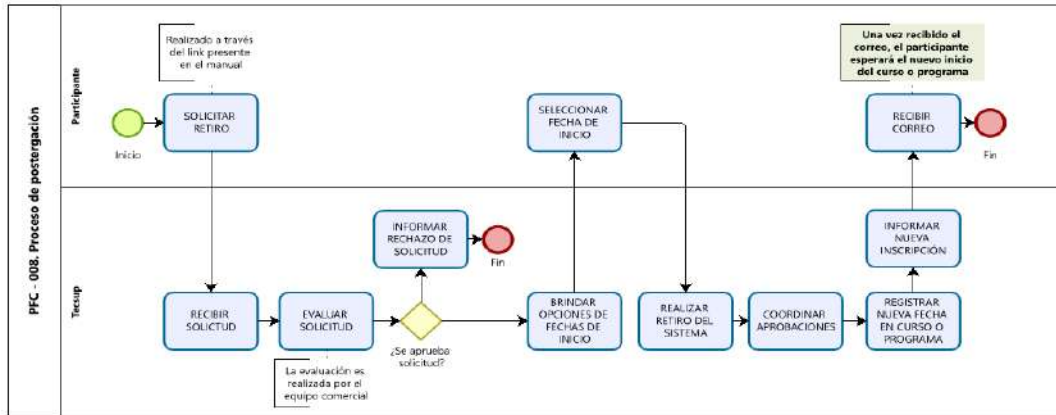 PFC - 008. Proceso de postergación
Participante
Realizado a través
del link presente
en el manual
Inicio
SOLICITAR
RETIRO
SELECCIONAR
FECHA DE
INICIO
Una vez recibido el
correo, el participante
esperará el nuevo inicio
del curso o programa
RECIBIR
CORREO
Fin
Tecsup
RECIBIR
SOLICTUD
EVALUAR
SOLICITUD
La evaluación es
realizada por el
equipo comercial
¿Se aprueba
solicitud?
INFORMAR
RECHAZO DE
SOLICITUD
Fin
BRINDAR
OPCIONES DE
FECHAS DE
INICIO
REALIZAR
RETIRO DEL
SISTEMA
COORDINAR
APROBACIONES
REGISTRAR
NUEVA FECHA
EN CURSO O
PROGRAMA
INFORMAR
NUEVA
INSCRIPCIÓN